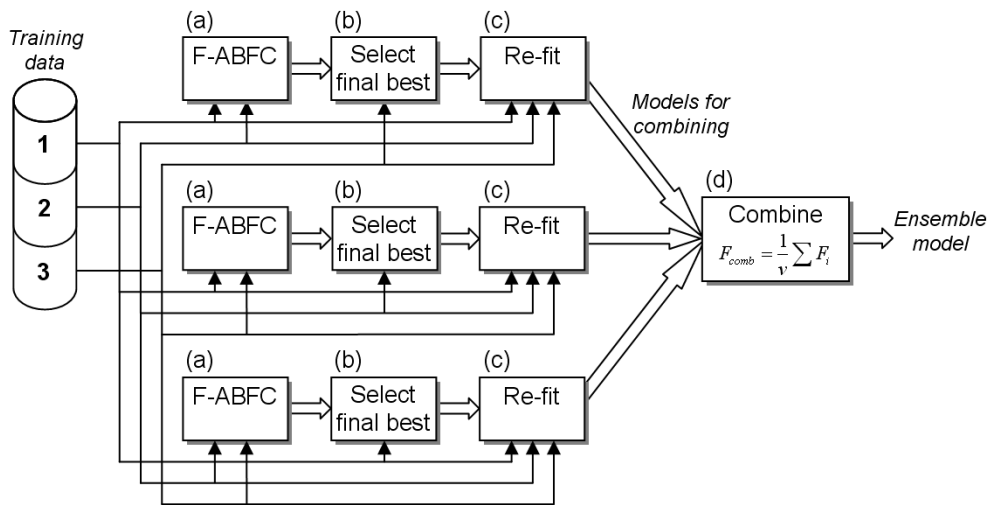 Training
data
1
2
3
(a)
F-ABFC
(b)
Select
final best
(c)
Re-fit
(a)
F-ABFC
(b)
Select
final best
(c)
Re-fit
(a)
F-ABFC
(b)
Select
final best
(c)
Re-fit
Models for
combining
(d)
Combine
F_comb = 1/v ∑ F_i
Ensemble
model